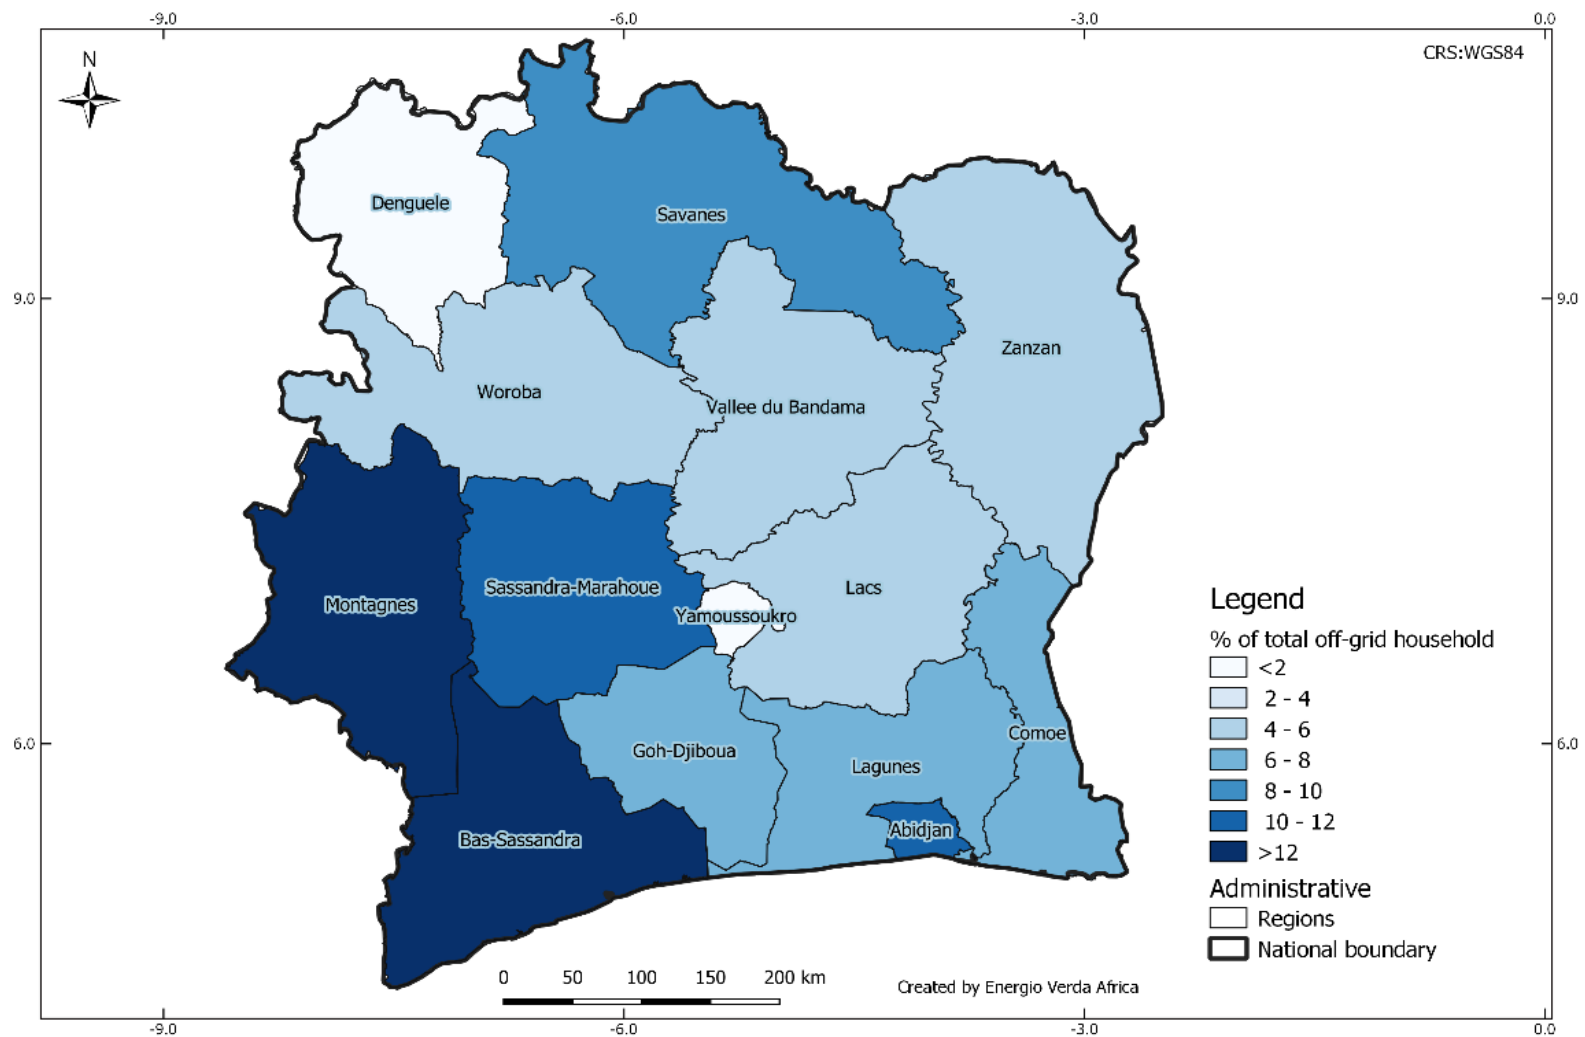 -9.0
-6.0
-3.0
0.0
N
CRS:WGS84
Denguele
Savanes
9.0
9.0
Zanzan
Woroba
Vallee du Bandama
Sassandra-Marahoue
Lacs
Montagnes
Yamoussoukro
Legend
% of total off-grid household
<2
2 - 4
4 - 6
6 - 8
8 - 10
10 - 12
>12
Administrative
Regions
National boundary
6.0
6.0
Comoe
Goh-Djiboua
Lagunes
Abidjan
Bas-Sassandra
0 50 100 150 200 km
Created by Energio Verda Africa
-9.0
-6.0
-3.0
0.0